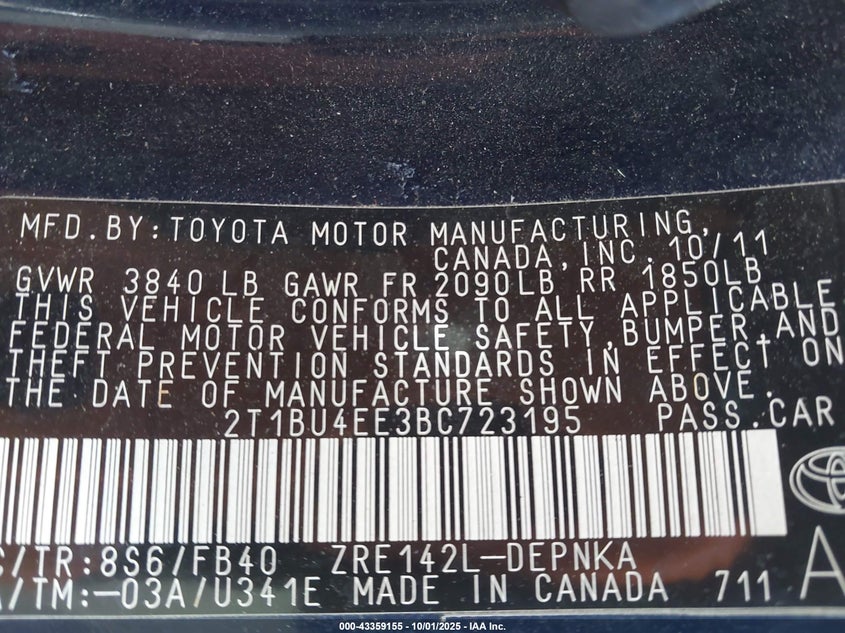 MFD.BY:TOYOTA MOTOR MANUFACTURING,
CANADA,INC.10/11
GVWR 3840LB GAWR FR 2090LB RR 1850LB
THIS VEHICLE CONFORMS TO ALL APPLICABLE
FEDERAL MOTOR VEHICLE SAFETY,BUMPER,AND
THEFT PREVENTION STANDARDS IN EFFECT ON
THE DATE OF MANUFACTURE SHOWN ABOVE.
2T1BU4EE3BC723195 PASS.CAR
C/TR:8S6/FB40 ZRE142L-DEPNKA A
A/TM:-03A/U341E MADE IN CANADA 711
000-43359155 - 10/01/2025 - IAA Inc.